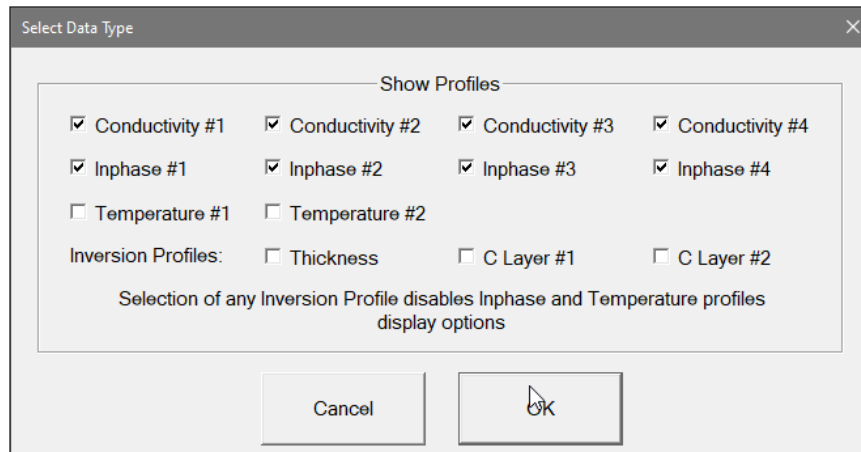 Select Data Type
Show Profiles
Conductivity #1 Conductivity #2 Conductivity #3 Conductivity #4
Inphase #1 Inphase #2 Inphase #3 Inphase #4
Temperature #1 Temperature #2
Inversion Profiles: Thickness C Layer #1 C Layer #2
Selection of any Inversion Profile disables Inphase and Temperature profiles
display options
Cancel OK